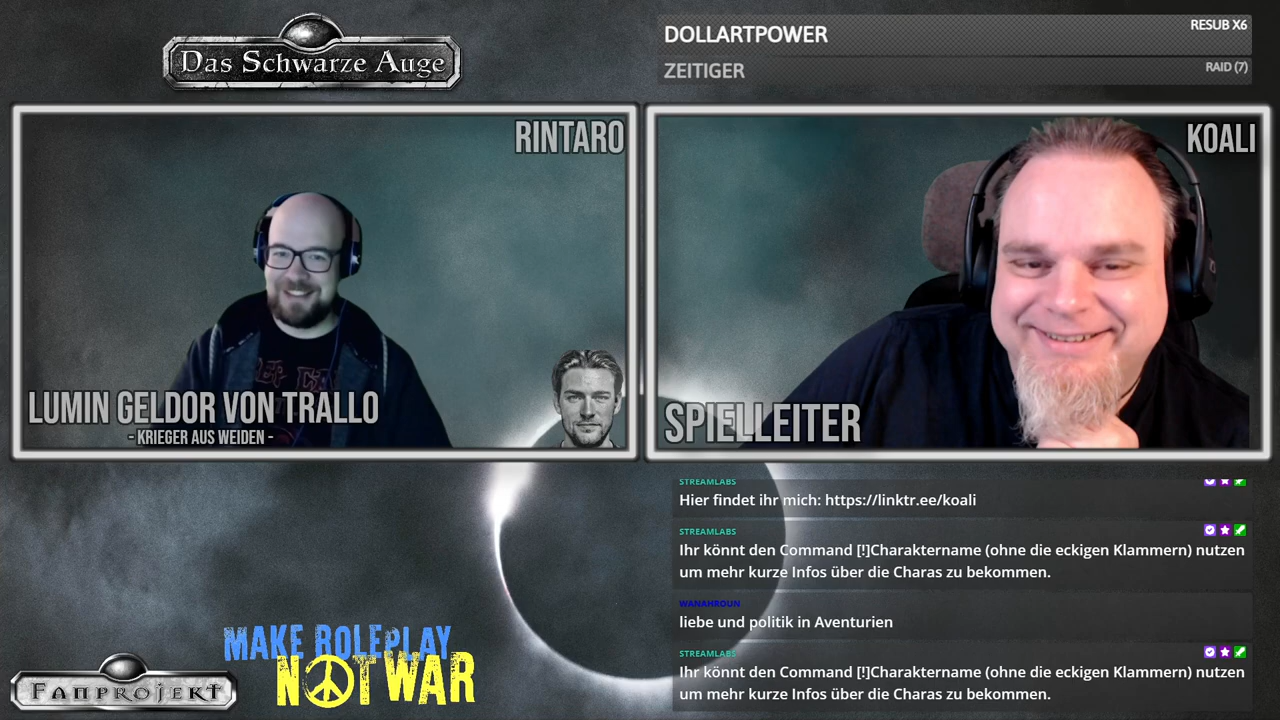 Das Schwarze Auge
DOLLARTPOWER
RESUB X6
ZEITIGER
RAID (7)
RINTARO
LUMIN GELDOR VON TRALLO
- KRIEGER AUS WEIDEN -
KOALI
SPIELLEITER
STREAMLABS
Hier findet ihr mich: https://linktr.ee/koali
STREAMLABS
Ihr könnt den Command [!]Charaktername (ohne die eckigen Klammern) nutzen
um mehr kurze Infos über die Charas zu bekommen.
WANAHROUN
liebe und politik in Aventurien
STREAMLABS
Ihr könnt den Command [!]Charaktername (ohne die eckigen Klammern) nutzen
um mehr kurze Infos über die Charas zu bekommen.
MAKE ROLEPLAY
NOT WAR
FANPROJEKT